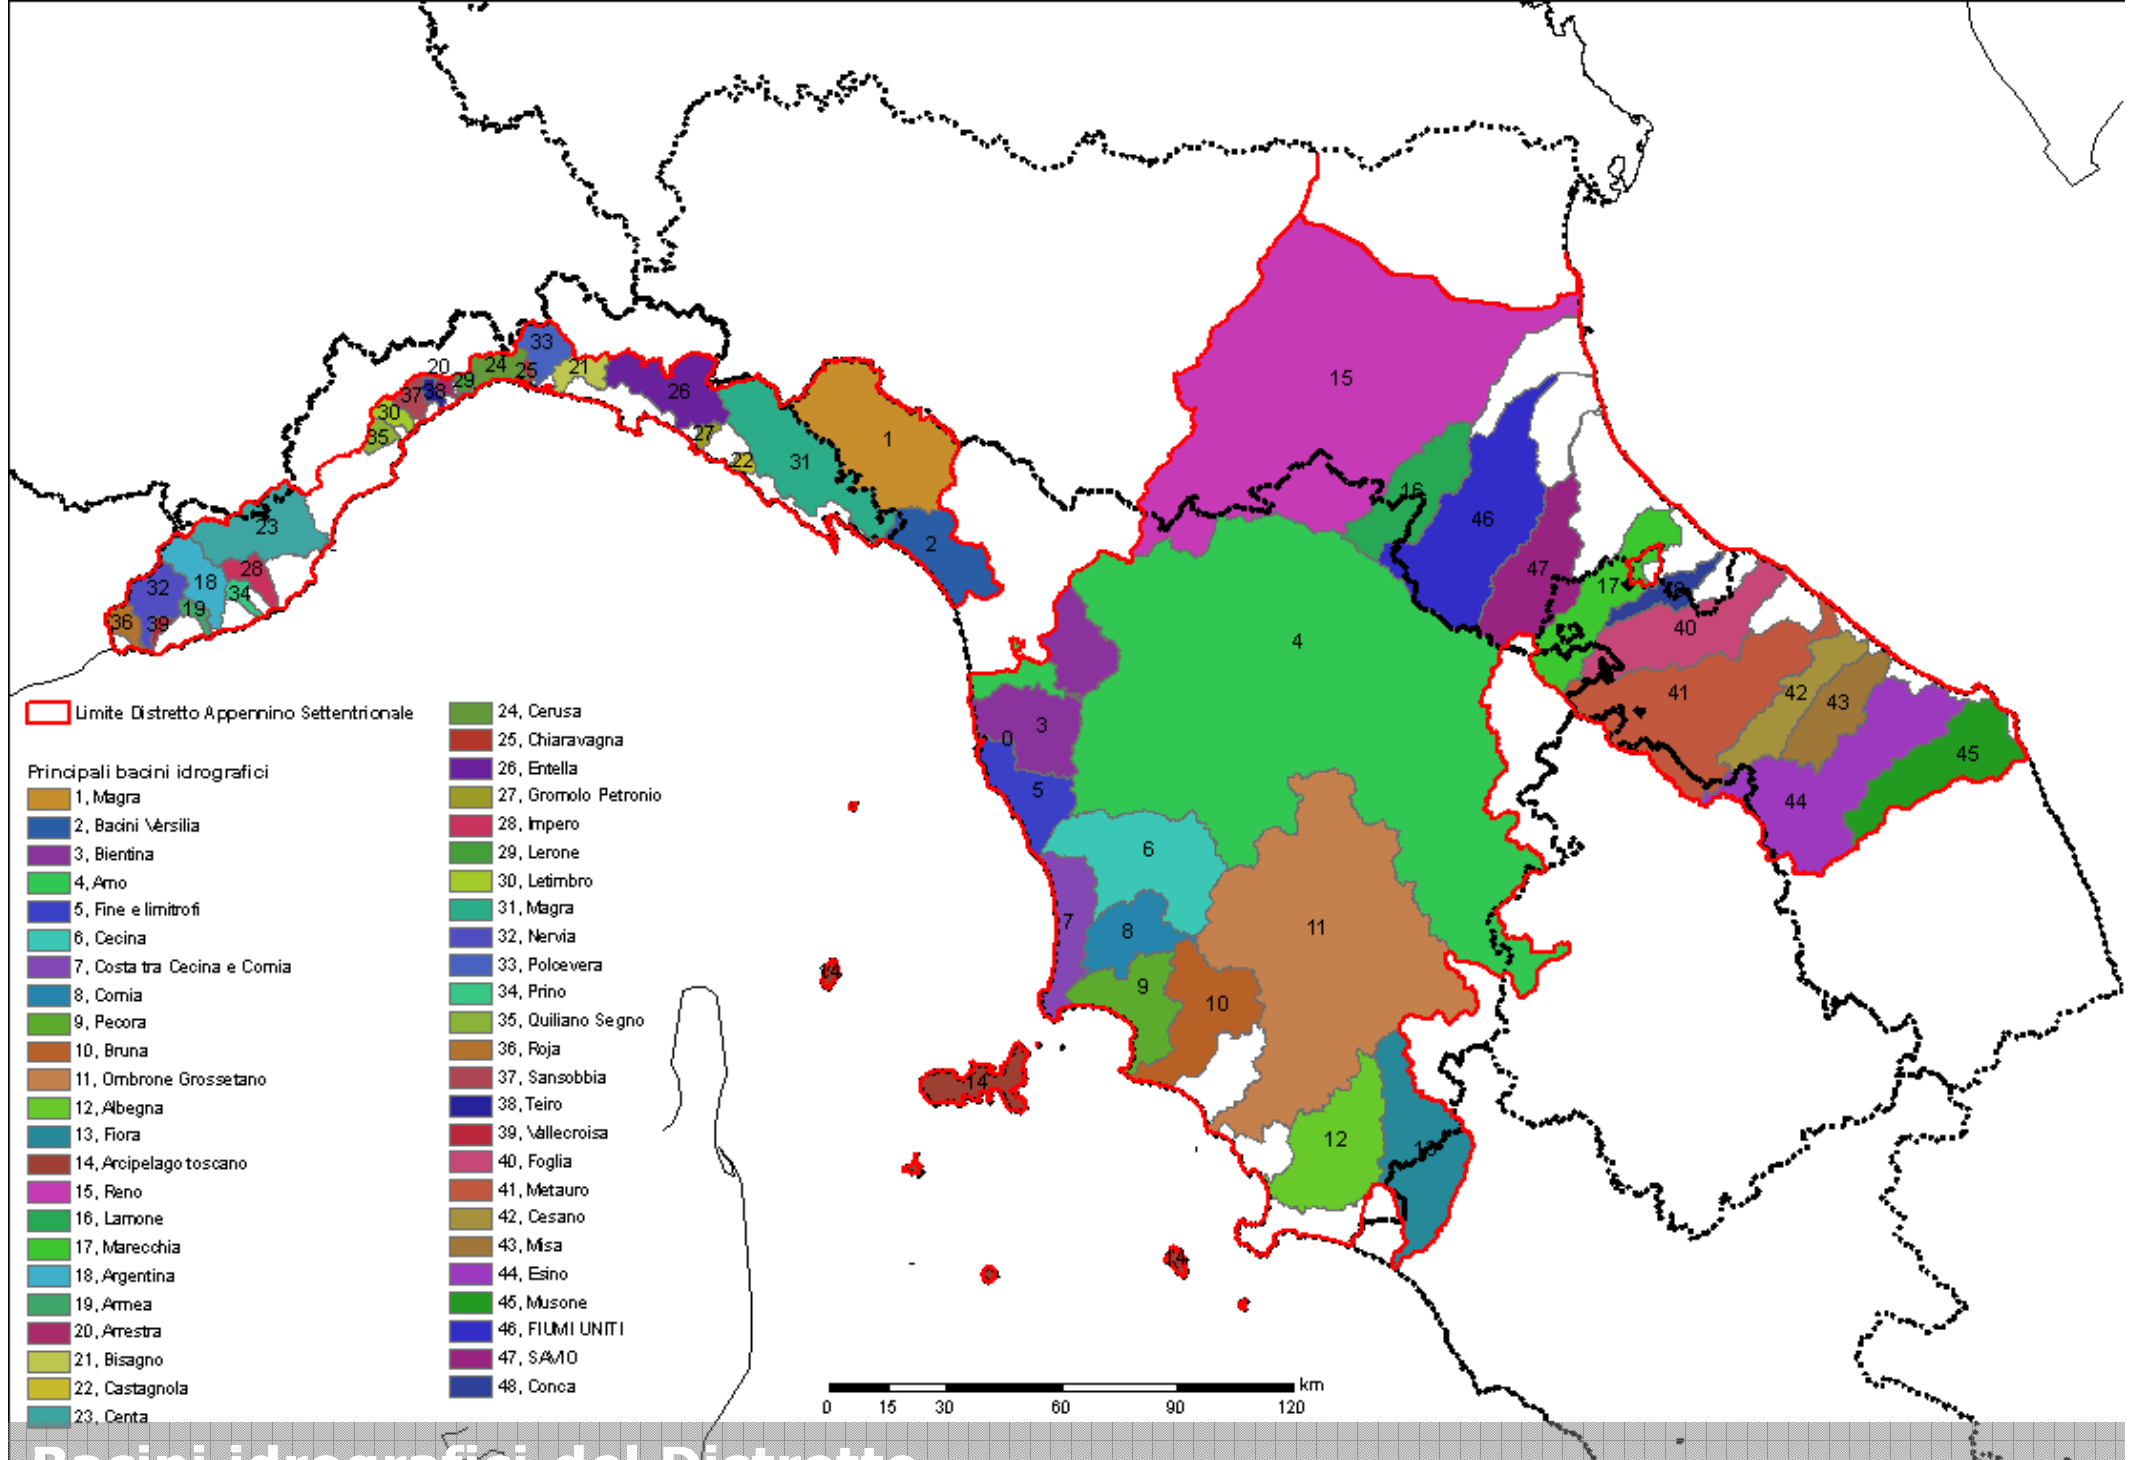 33
20
24
25
21
29
37
38
26
30
35
27
1
22
31
15
23
16
46
2
28
32
18
47
34
17
36
39
19
4
40
41
42
43
3
0
45
5
44
6
7
8
11
14
9
10
14
12
13
14
Limite Distretto Appennino Settentrionale
Principali bacini idrografici
1, Magra
2, Bacini Versilia
3, Bientina
4, Arno
5, Fine e limitrofi
6, Cecina
7, Costa tra Cecina e Cornia
8, Cornia
9, Pecora
10, Bruna
11, Ombrone Grossetano
12, Albegna
13, Fiora
14, Arcipelago toscano
15, Reno
16, Lamone
17, Marecchia
18, Argentina
19, Armea
20, Arrestra
21, Bisagno
22, Castagnola
23, Centa
24, Cerusa
25, Chiaravagna
26, Entella
27, Gromolo Petronio
28, Impero
29, Lerone
30, Letimbro
31, Magra
32, Nervia
33, Polcevera
34, Prino
35, Quiliano Segno
36, Roja
37, Sansobbia
38, Teiro
39, Vallecroisa
40, Foglia
41, Metauro
42, Cesano
43, Misa
44, Esino
45, Musone
46, FIUMI UNITI
47, SAVIO
48, Conca
km
0 15 30 60 90 120
Bacini idrografici del Distretto